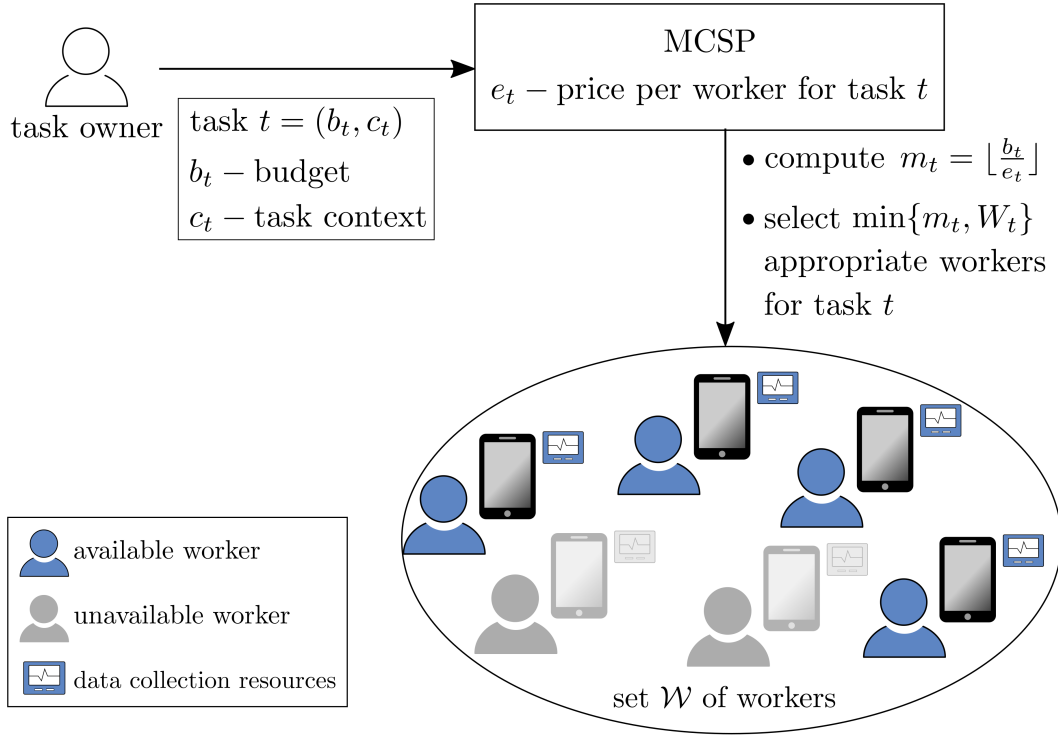 task owner
task t = (b_t, c_t)
b_t – budget
c_t – task context
MCSP
e_t – price per worker for task t
• compute m_t = ⌊b_t/e_t⌋
• select min{m_t, W_t}
appropriate workers
for task t
available worker
unavailable worker
data collection resources
set 𝒲 of workers